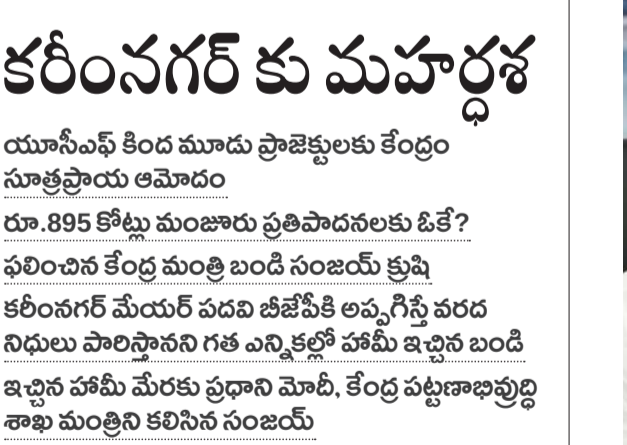 కరీంనగర్ కు మహర్ధశ
యూసీఎఫ్ కింద మూడు ప్రాజెక్టులకు కేంద్రం
సూత్రప్రాయ ఆమోదం
రూ.895 కోట్లు మంజూరు ప్రతిపాదనలకు ఓకే?
ఫలించిన కేంద్ర మంత్రి బండి సంజయ్ క్రుషి
కరీంనగర్ మేయర్ పదవి బీజేపీకి అప్పగిస్తే వరద
నిధులు పారిస్తానని గత ఎన్నికల్లో హామీ ఇచ్చిన బండి
ఇచ్చిన హామీ మేరకు ప్రధాని మోదీ, కేంద్ర పట్టణాభివ్రుద్ధి
శాఖ మంత్రిని కలిసిన సంజయ్